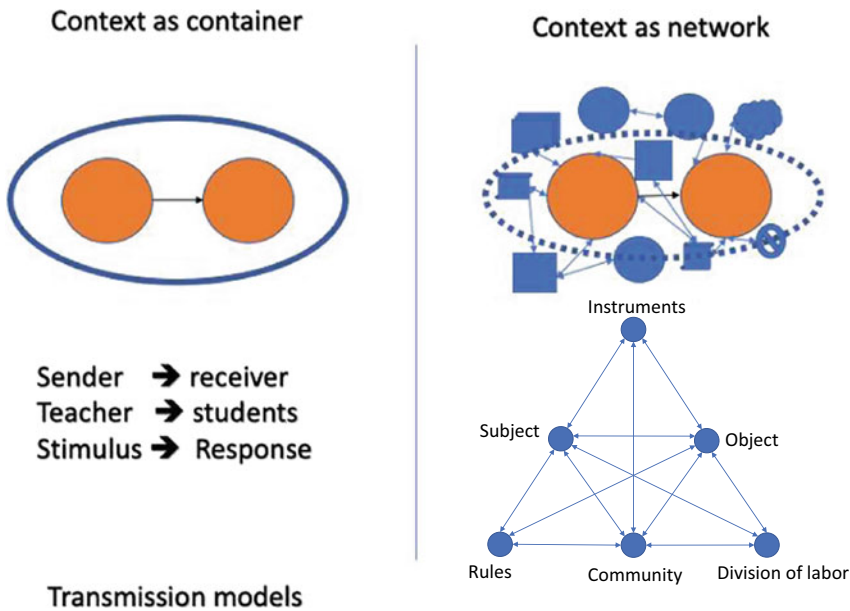 Context as container
Sender ➔ receiver
Teacher ➔ students
Stimulus ➔ Response
Transmission models
Context as network
Instruments
Subject
Object
Rules
Community
Division of labor